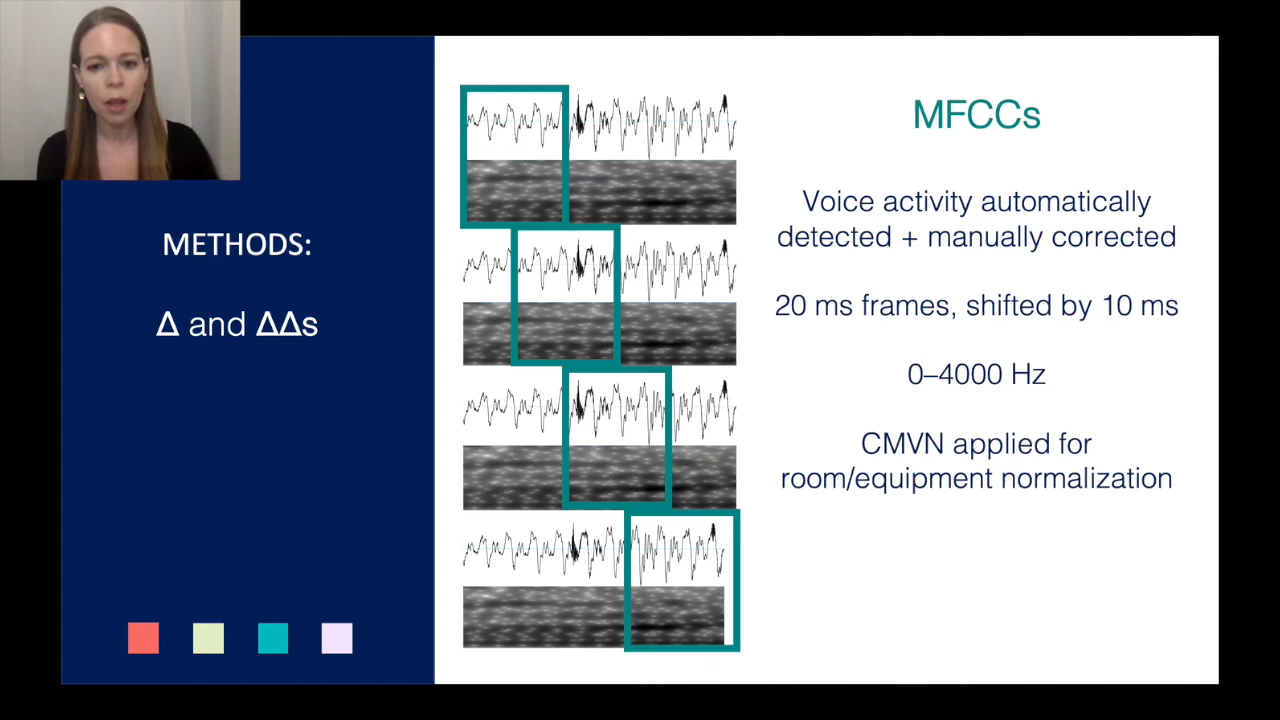 METHODS:
Δ and ΔΔs
MFCCs
Voice activity automatically
detected + manually corrected
20 ms frames, shifted by 10 ms
0–4000 Hz
CMVN applied for
room/equipment normalization